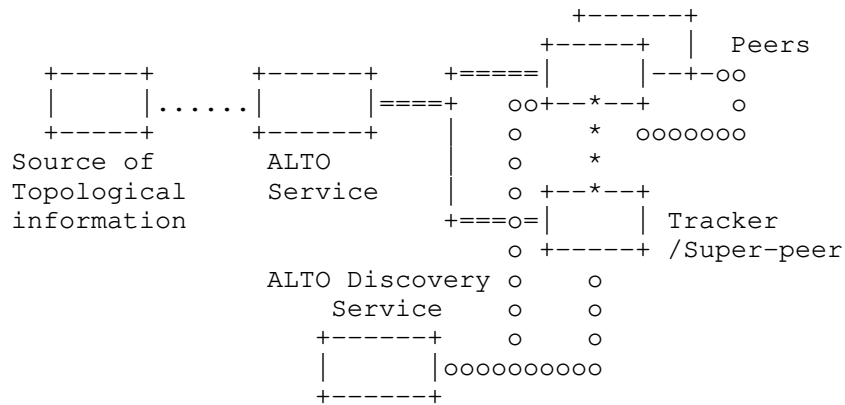 Peers
Source of
Topological
information
ALTO
Service
Tracker
/Super-peer
ALTO Discovery
Service